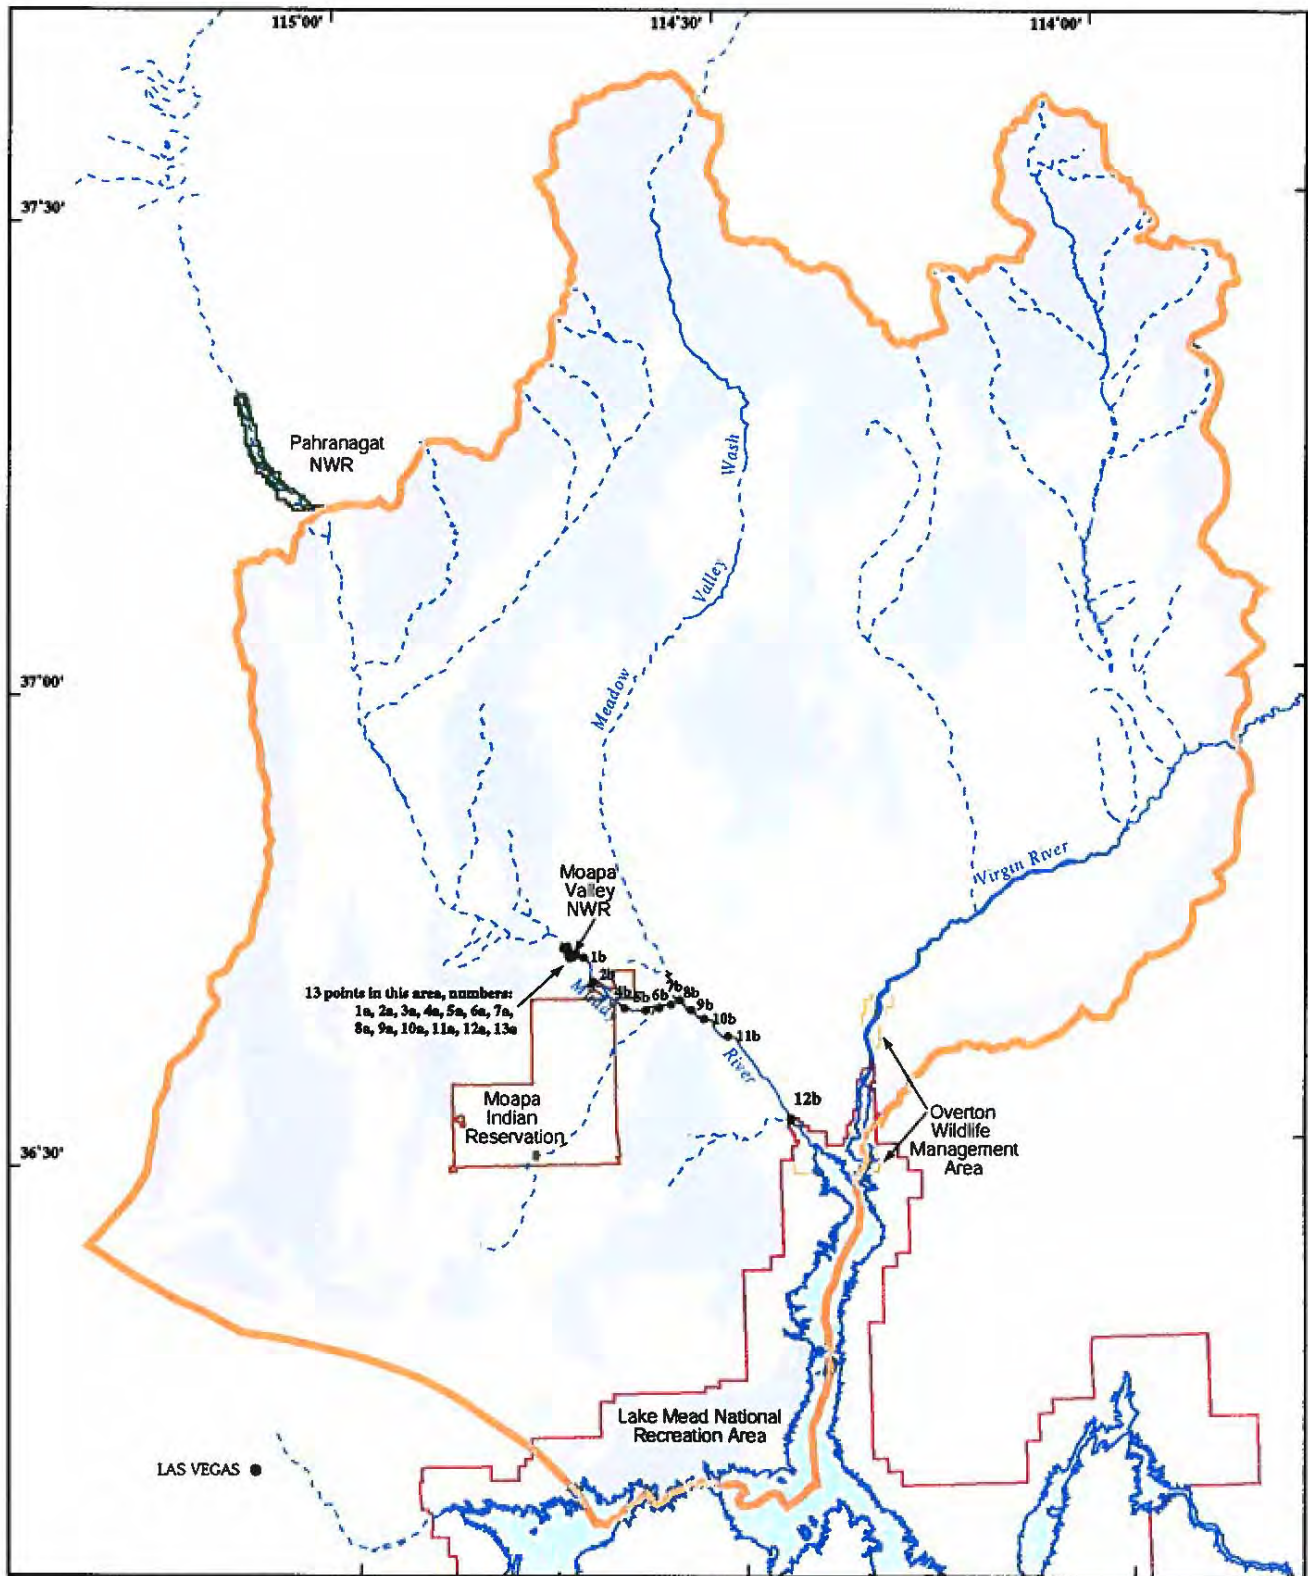 115°00'
114°30'
114°00'
37°30'
Pahranagat
NWR
Wash
Valley
Meadow
37°00'
Virgin River
Moapa
Valley
NWR
1b
2b
13 points in this area, numbers:
1a, 2a, 3a, 4a, 5a, 6a, 7a,
8a, 9a, 10a, 11a, 12a, 13a
Muddy
4b
5b
6b
7b
8b
9b
10b
11b
River
12b
Moapa
Indian
Reservation
Overton
Wildlife
Management
Area
36°30'
Lake Mead National
Recreation Area
LAS VEGAS